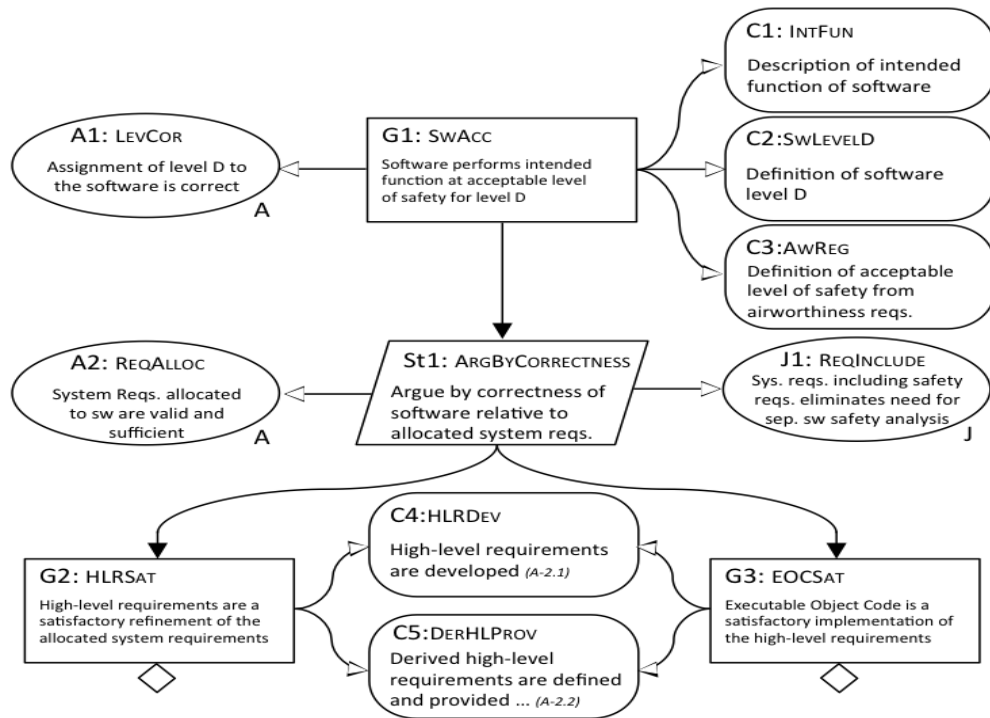 C1: INTFUN
Description of intended
function of software
A1: LEVCOR
Assignment of level D to
the software is correct
A
G1: SWACC
Software performs intended
function at acceptable level
of safety for level D
C2:SWLEVELD
Definition of software
level D
C3:AWREG
Definition of acceptable
level of safety from
airworthiness reqs.
A2: REQALLOC
System Reqs. allocated
to sw are valid and
sufficient
A
St1: ARGBYCORRECTNESS
Argue by correctness of
software relative to
allocated system reqs.
J1: REQINCLUDE
Sys. reqs. including safety
reqs. eliminates need for
sep. sw safety analysis
J
G2: HLRSAT
High-level requirements are a
satisfactory refinement of the
allocated system requirements
C4:HLRDEV
High-level requirements
are developed (A-2.1)
C5:DERHLPROV
Derived high-level
requirements are defined
and provided ... (A-2.2)
G3: EOCSAT
Executable Object Code is a
satisfactory implementation of
the high-level requirements